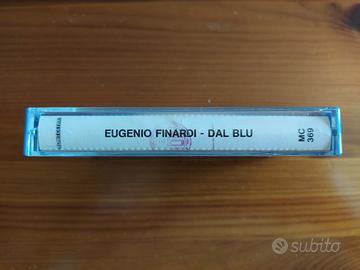 EUGENIO FINARDI - DAL BLU
MC
369
subito